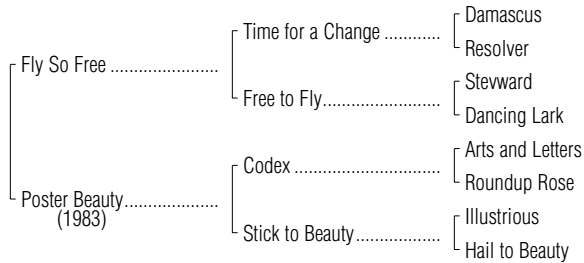 Damascus
Time for a Change ............
Resolver
Fly So Free .......................
Stevward
Free to Fly.........................
Dancing Lark
Arts and Letters
Codex ...............................
Roundup Rose
Poster Beauty....................
(1983)
Illustrious
Stick to Beauty..................
Hail to Beauty